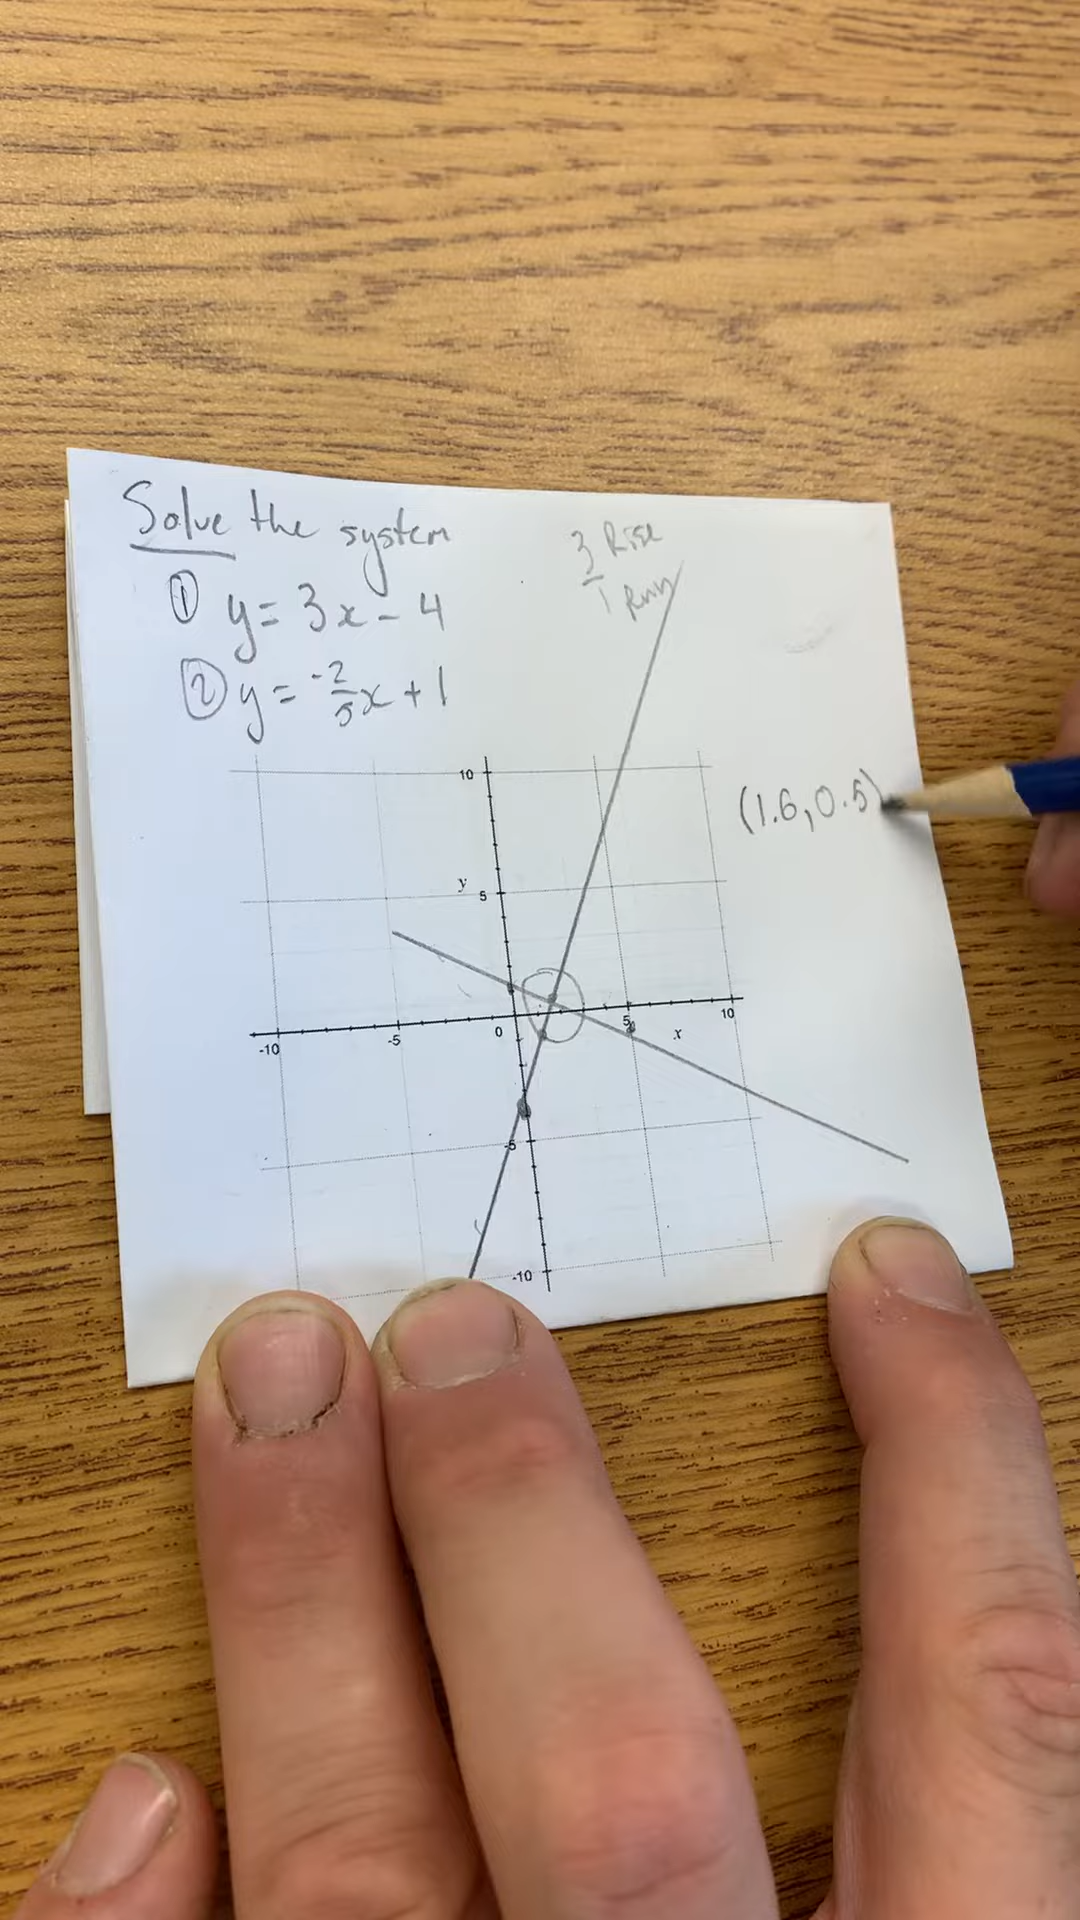 Solve the system
① y = 3x - 4
② y = -2/5x + 1
3 Rise
1 Run
(1.6, 0.5)
10
y
5
-10
-5
0
5
10
x
-5
-10